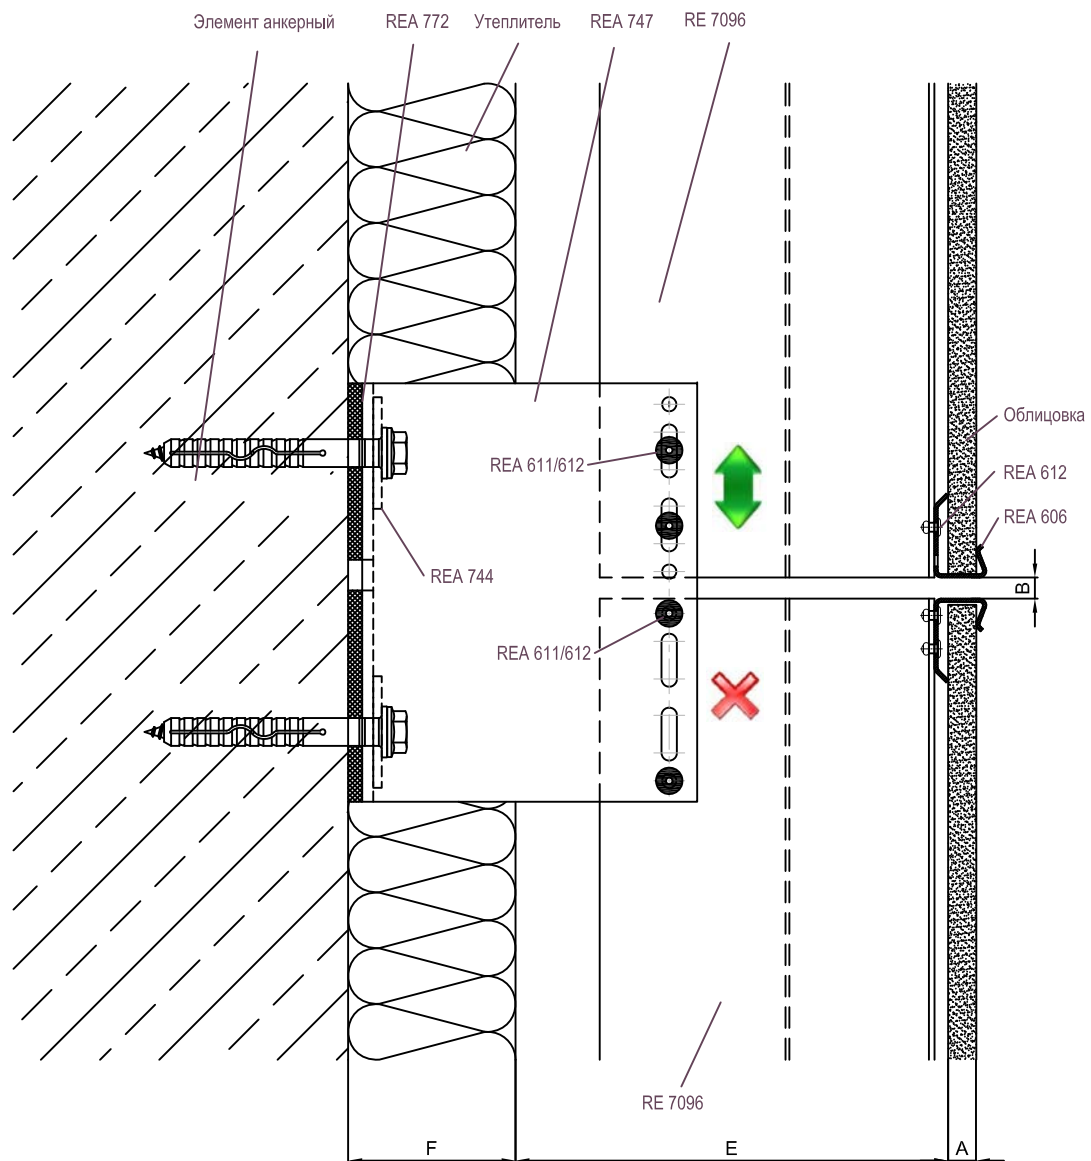 Элемент анкерный
REA 772
Утеплитель
REA 747
RE 7096
Облицовка
REA 611/612
REA 612
REA 606
REA 744
B
REA 611/612
RE 7096
F
E
A